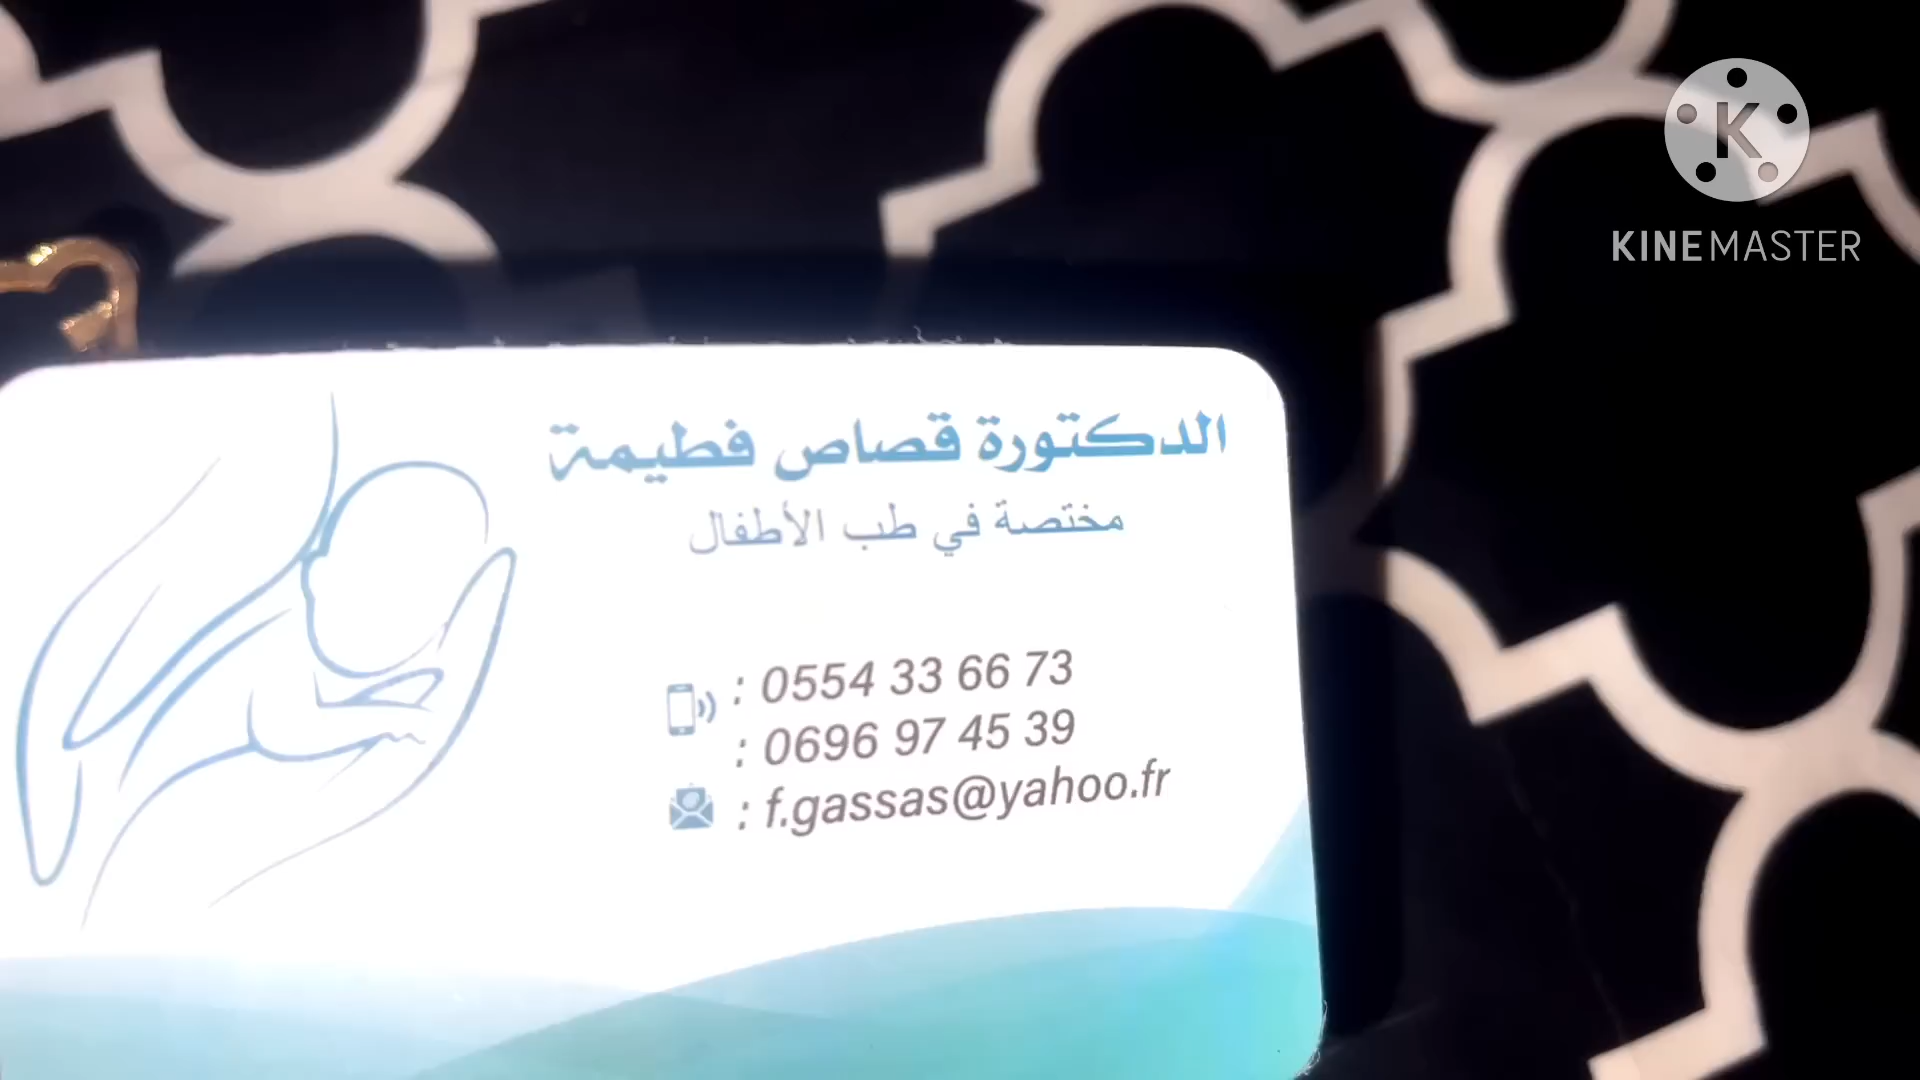 KINEMASTER
الدكتورة قصاص فطيمة
مختصة في طب الأطفال
: 0554 33 66 73
: 0696 97 45 39
: f.gassas@yahoo.fr